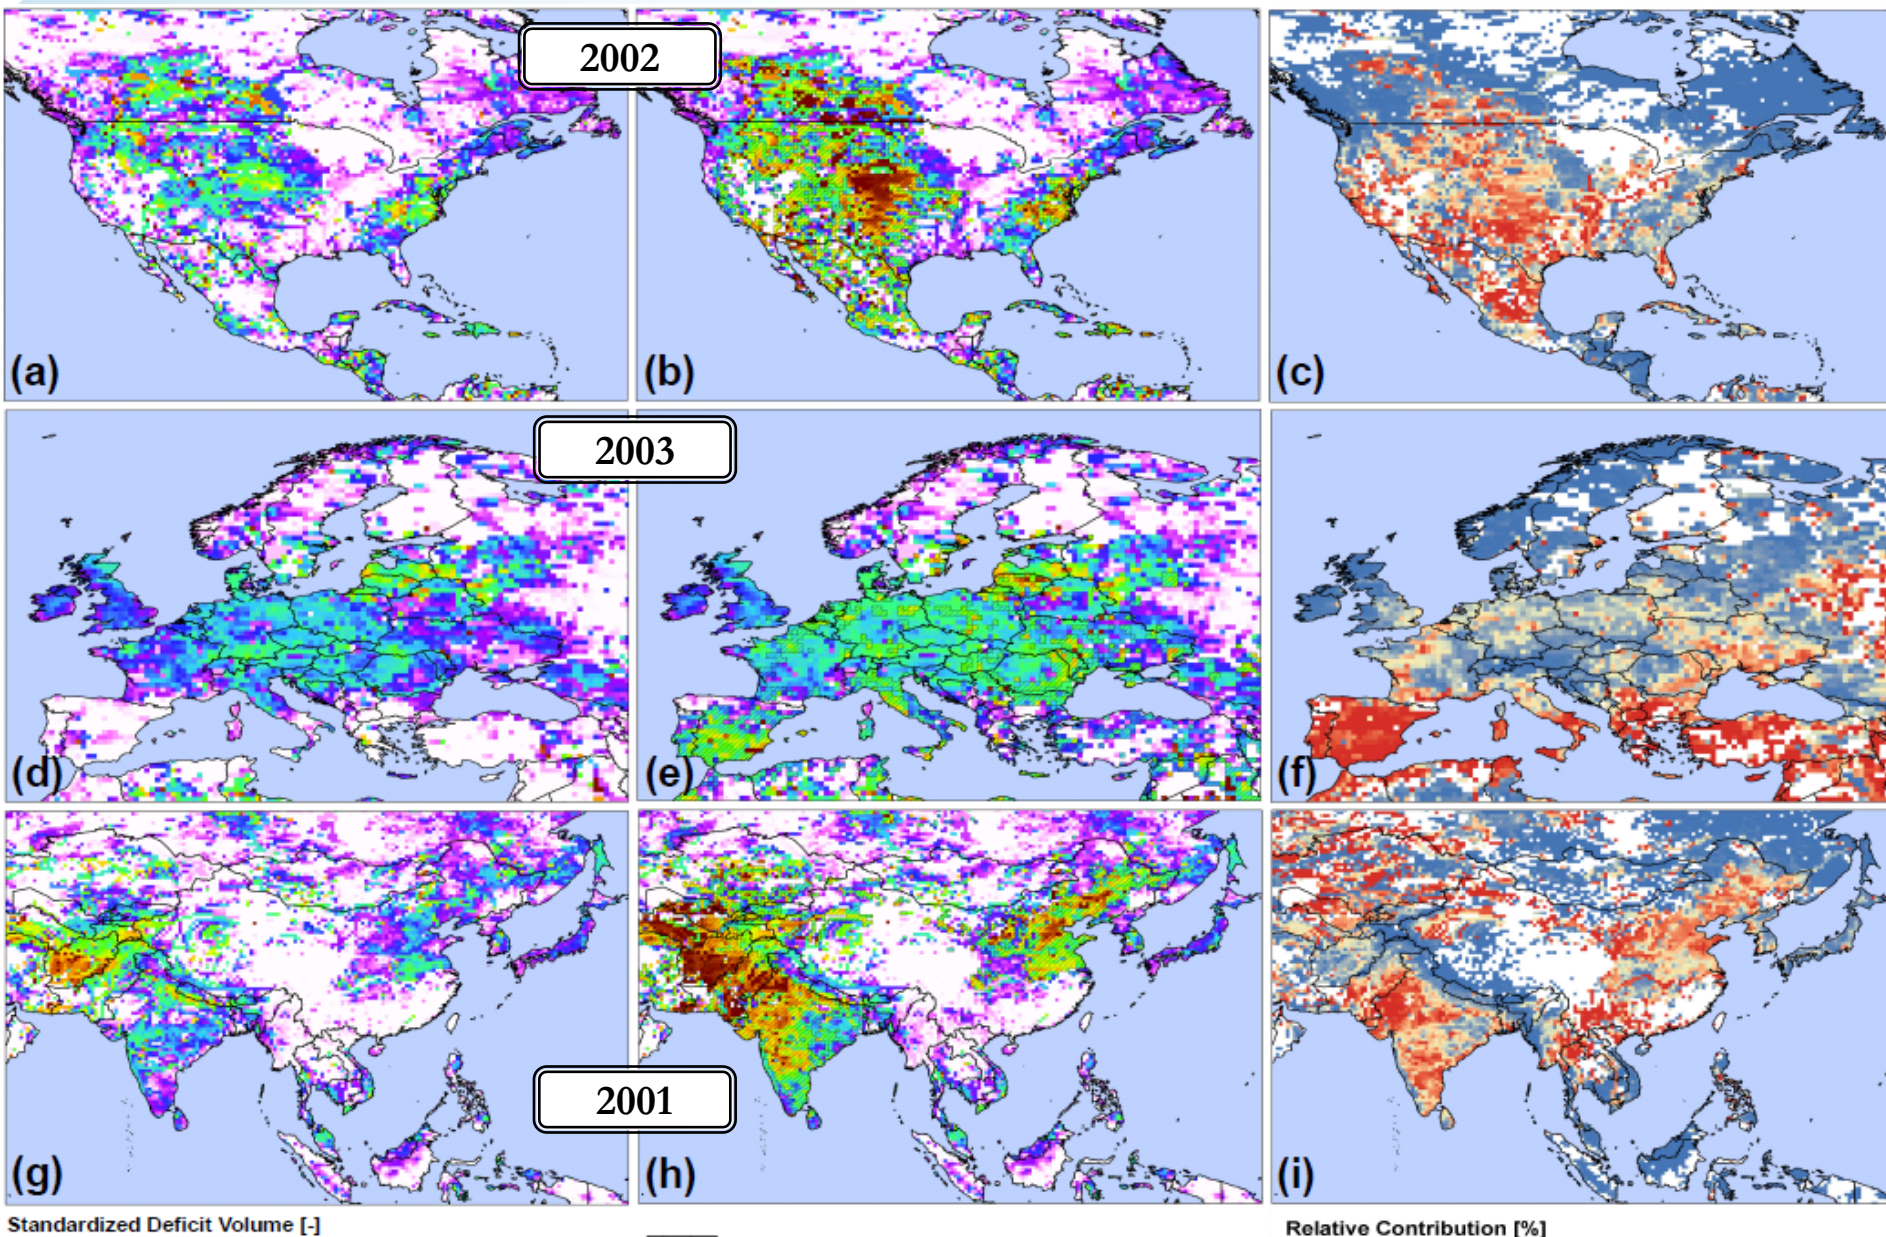 2002
(a)
(b)
(c)
2003
(d)
(e)
(f)
2001
(g)
(h)
(i)
Standardized Deficit Volume [-]
Relative Contribution [%]